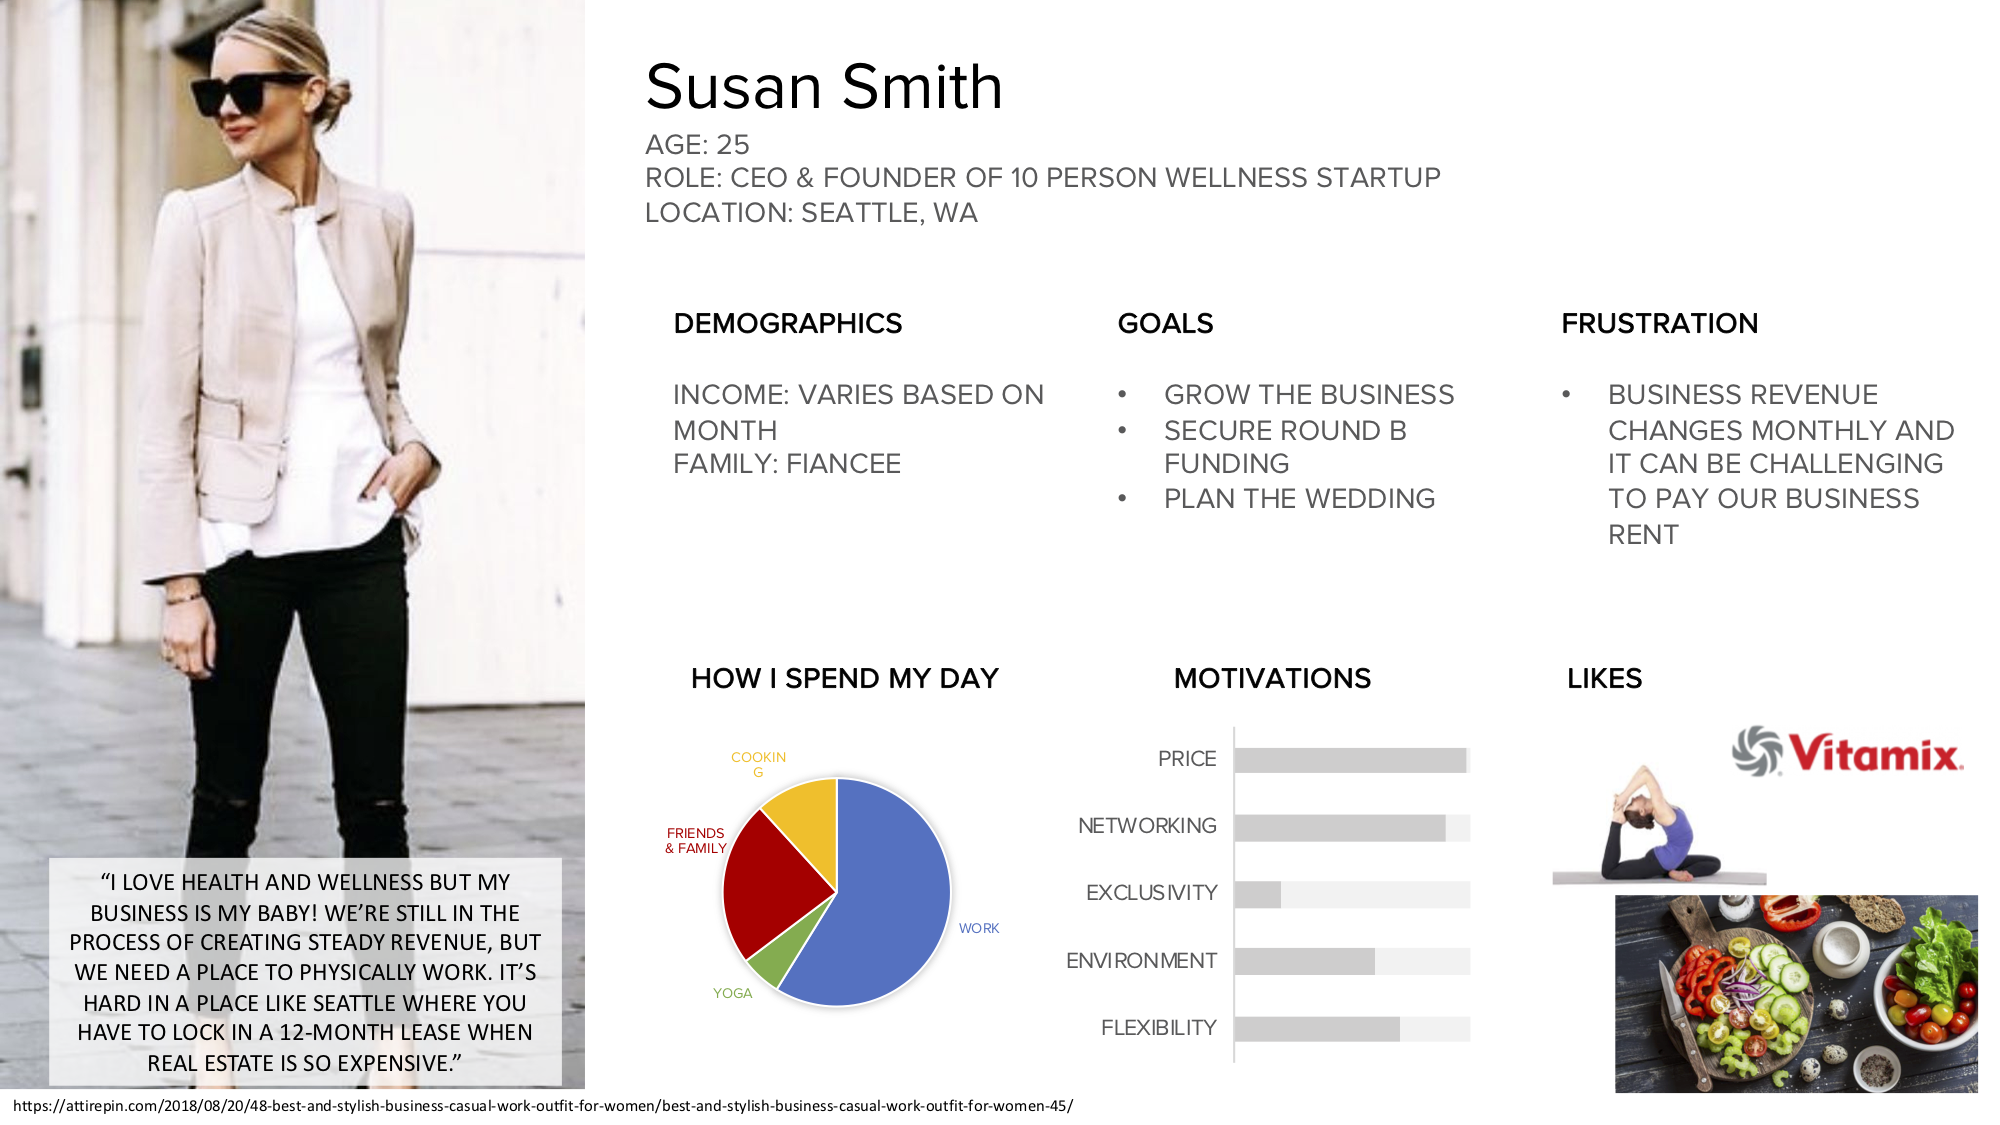 Susan Smith
AGE: 25
ROLE: CEO & FOUNDER OF 10 PERSON WELLNESS STARTUP
LOCATION: SEATTLE, WA
DEMOGRAPHICS
INCOME: VARIES BASED ON
MONTH
FAMILY: FIANCEE
GOALS
• GROW THE BUSINESS
• SECURE ROUND B
FUNDING
• PLAN THE WEDDING
FRUSTRATION
• BUSINESS REVENUE
CHANGES MONTHLY AND
IT CAN BE CHALLENGING
TO PAY OUR BUSINESS
RENT
HOW I SPEND MY DAY
COOKIN
G
FRIENDS
& FAMILY
WORK
YOGA
MOTIVATIONS
PRICE
NETWORKING
EXCLUSIVITY
ENVIRONMENT
FLEXIBILITY
LIKES
Vitamix.
“I LOVE HEALTH AND WELLNESS BUT MY
BUSINESS IS MY BABY! WE’RE STILL IN THE
PROCESS OF CREATING STEADY REVENUE, BUT
WE NEED A PLACE TO PHYSICALLY WORK. IT’S
HARD IN A PLACE LIKE SEATTLE WHERE YOU
HAVE TO LOCK IN A 12-MONTH LEASE WHEN
REAL ESTATE IS SO EXPENSIVE.”
https://attirepin.com/2018/08/20/48-best-and-stylish-business-casual-work-outfit-for-women/best-and-stylish-business-casual-work-outfit-for-women-45/